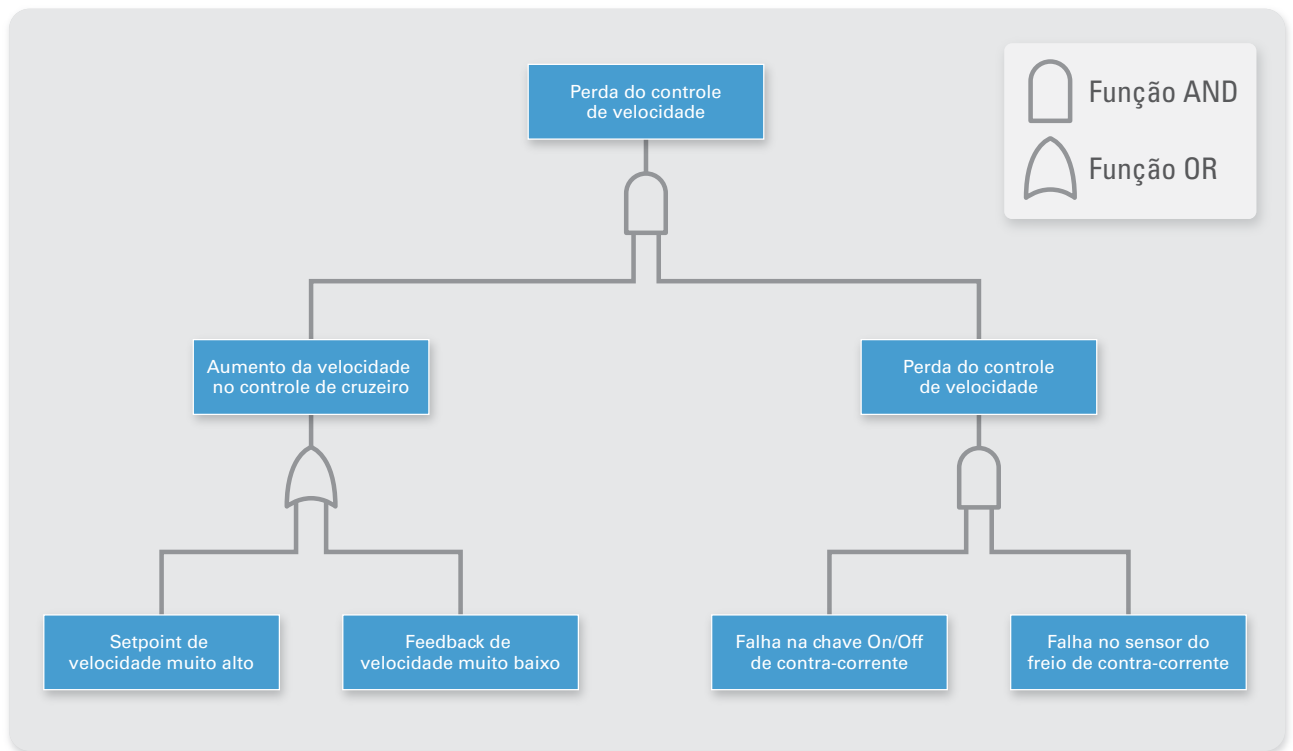 Perda do controle
de velocidade
Função AND
Função OR
Aumento da velocidade
no controle de cruzeiro
Perda do controle
de velocidade
Setpoint de
velocidade muito alto
Feedback de
velocidade muito baixo
Falha na chave On/Off
de contra-corrente
Falha no sensor do
freio de contra-corrente